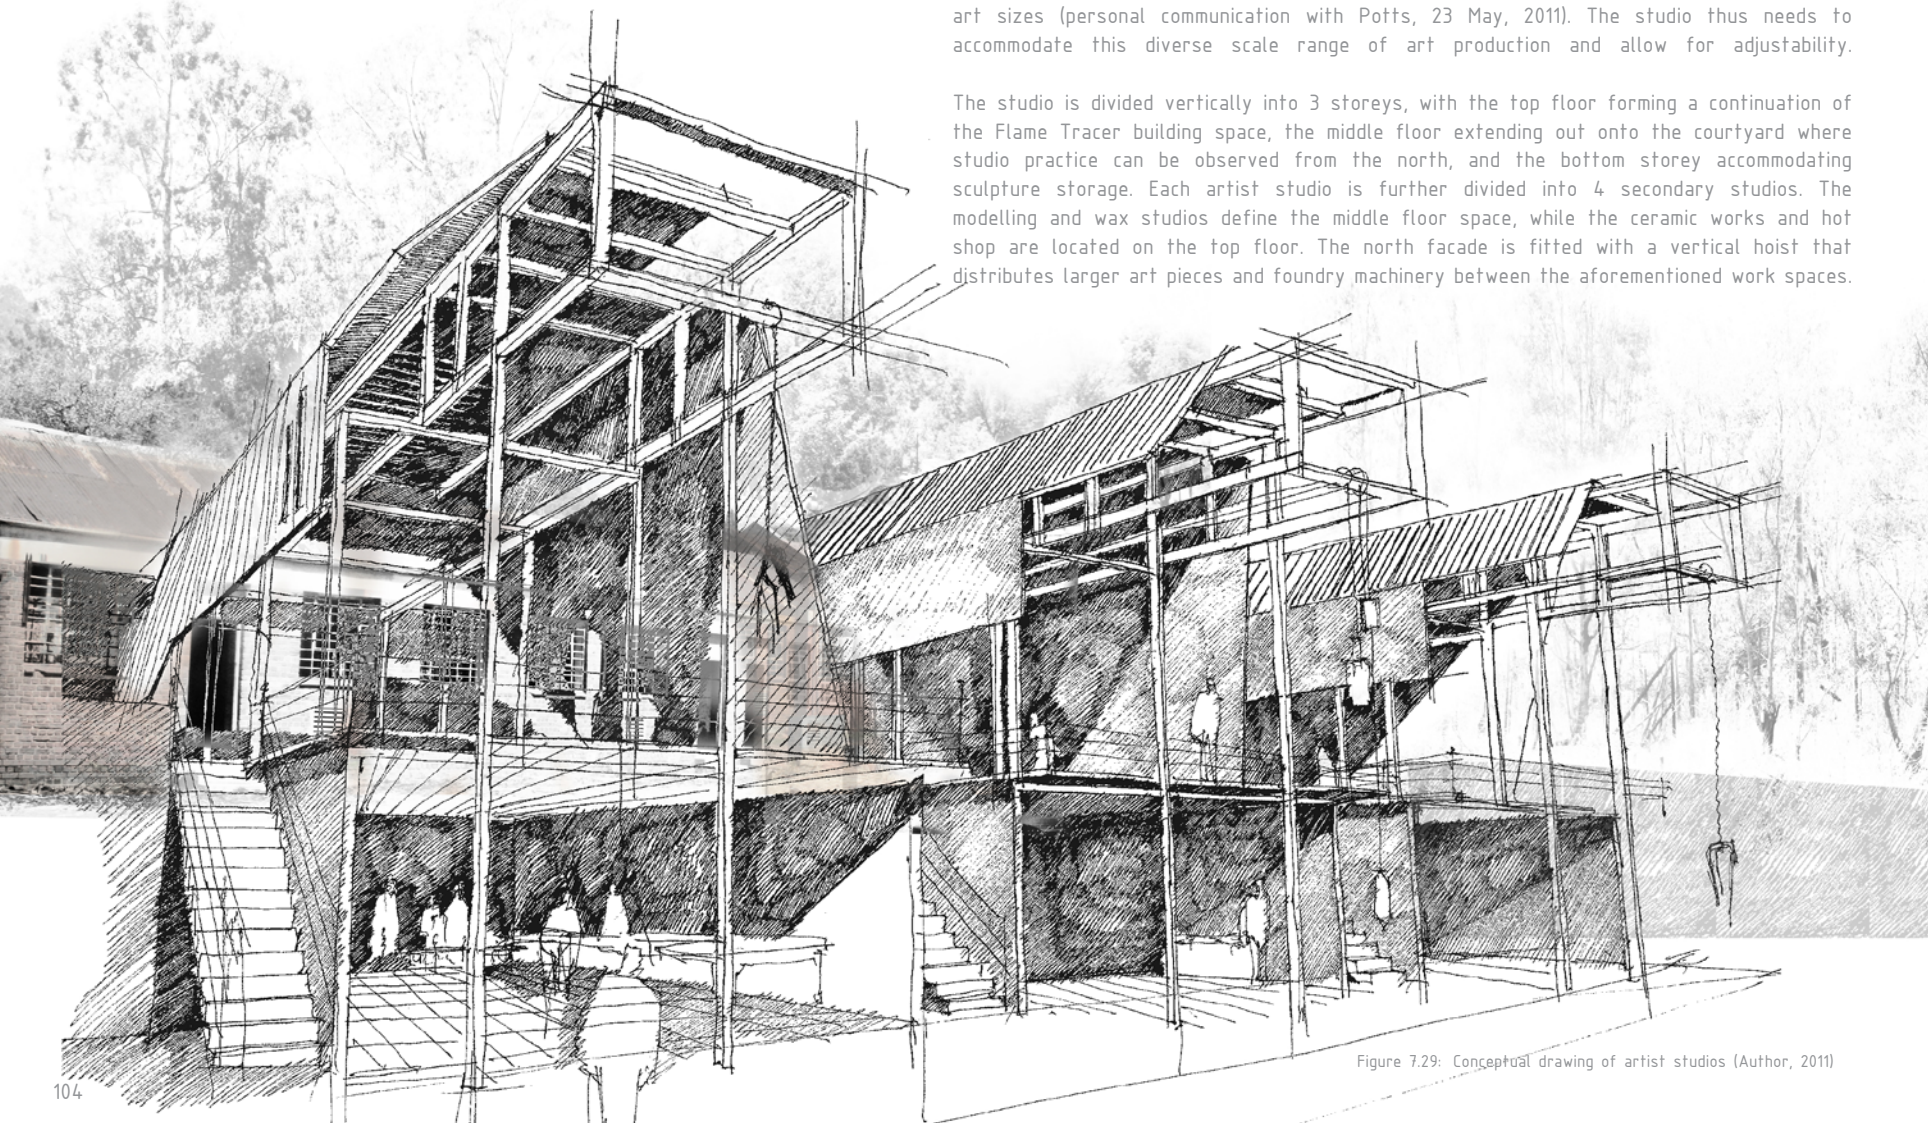 art sizes (personal communication with Potts, 23 May, 2011). The studio thus needs to
accommodate this diverse scale range of art production and allow for adjustability.
The studio is divided vertically into 3 storeys, with the top floor forming a continuation of
the Flame Tracer building space, the middle floor extending out onto the courtyard where
studio practice can be observed from the north, and the bottom storey accommodating
sculpture storage. Each artist studio is further divided into 4 secondary studios. The
modelling and wax studios define the middle floor space, while the ceramic works and hot
shop are located on the top floor. The north facade is fitted with a vertical hoist that
distributes larger art pieces and foundry machinery between the aforementioned work spaces.
Figure 7.29: Conceptual drawing of artist studios (Author, 2011)
104